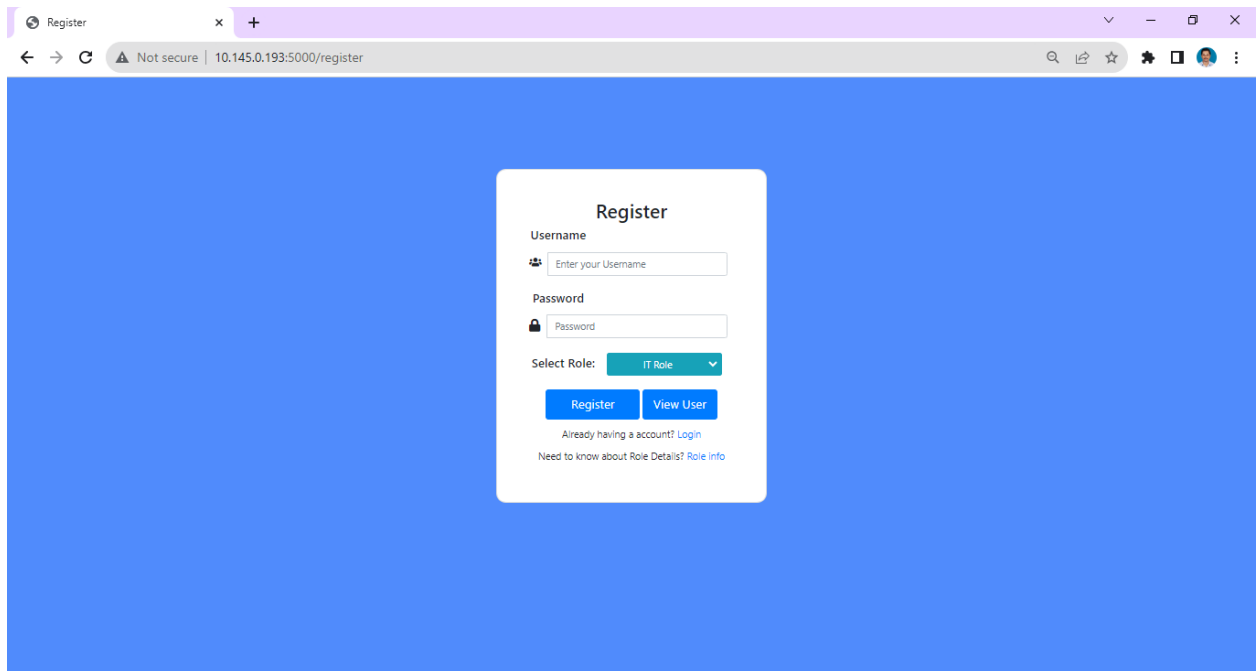 Register
Not secure | 10.145.0.193:5000/register
Register
Username
Enter your Username
Password
Password
Select Role: IT Role
Register View User
Already having a account? Login
Need to know about Role Details? Role info